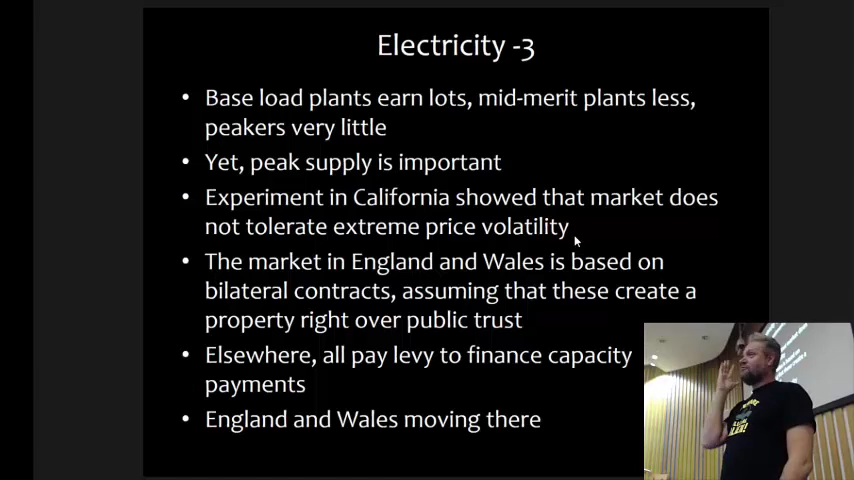 Electricity -3
• Base load plants earn lots, mid-merit plants less,
peakers very little
• Yet, peak supply is important
• Experiment in California showed that market does
not tolerate extreme price volatility
• The market in England and Wales is based on
bilateral contracts, assuming that these create a
property right over public trust
• Elsewhere, all pay levy to finance capacity
payments
• England and Wales moving there